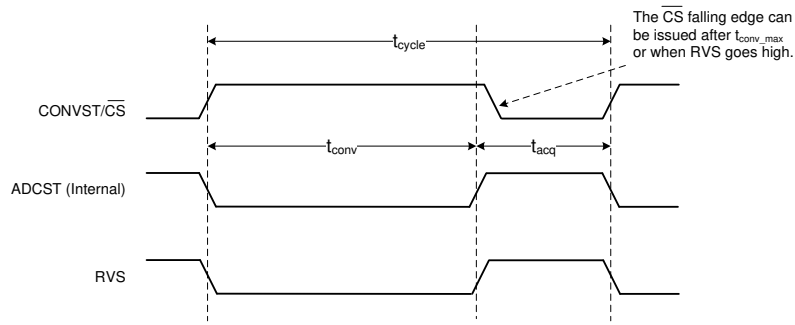 The CS falling edge can
be issued after tconv_max
or when RVS goes high.
tcycle
CONVST/CS
tconv
tacq
ADCST (Internal)
RVS